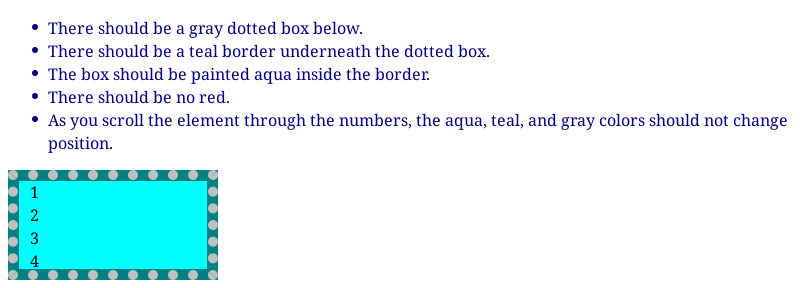 There should be a gray dotted box below.
There should be a teal border underneath the dotted box.
The box should be painted aqua inside the border.
There should be no red.
As you scroll the element through the numbers, the aqua, teal, and gray colors should not change
position.
1
2
3
4